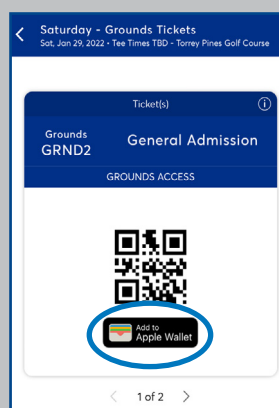 Saturday - Grounds Tickets
Sat, Jan 29, 2022 • Tee Times TBD - Torrey Pines Golf Course
Ticket(s)
Grounds
GRND2
General Admission
GROUNDS ACCESS
Add to
Apple Wallet
1 of 2